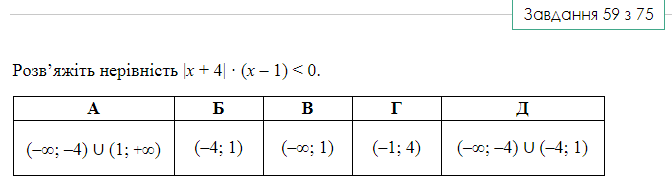 Завдання 59 з 75
Розв’яжіть нерівність |x + 4| · (x – 1) < 0.
А Б В Г Д
(–∞; –4) ∪ (1; +∞) (–4; 1) (–∞; 1) (–1; 4) (–∞; –4) ∪ (–4; 1)